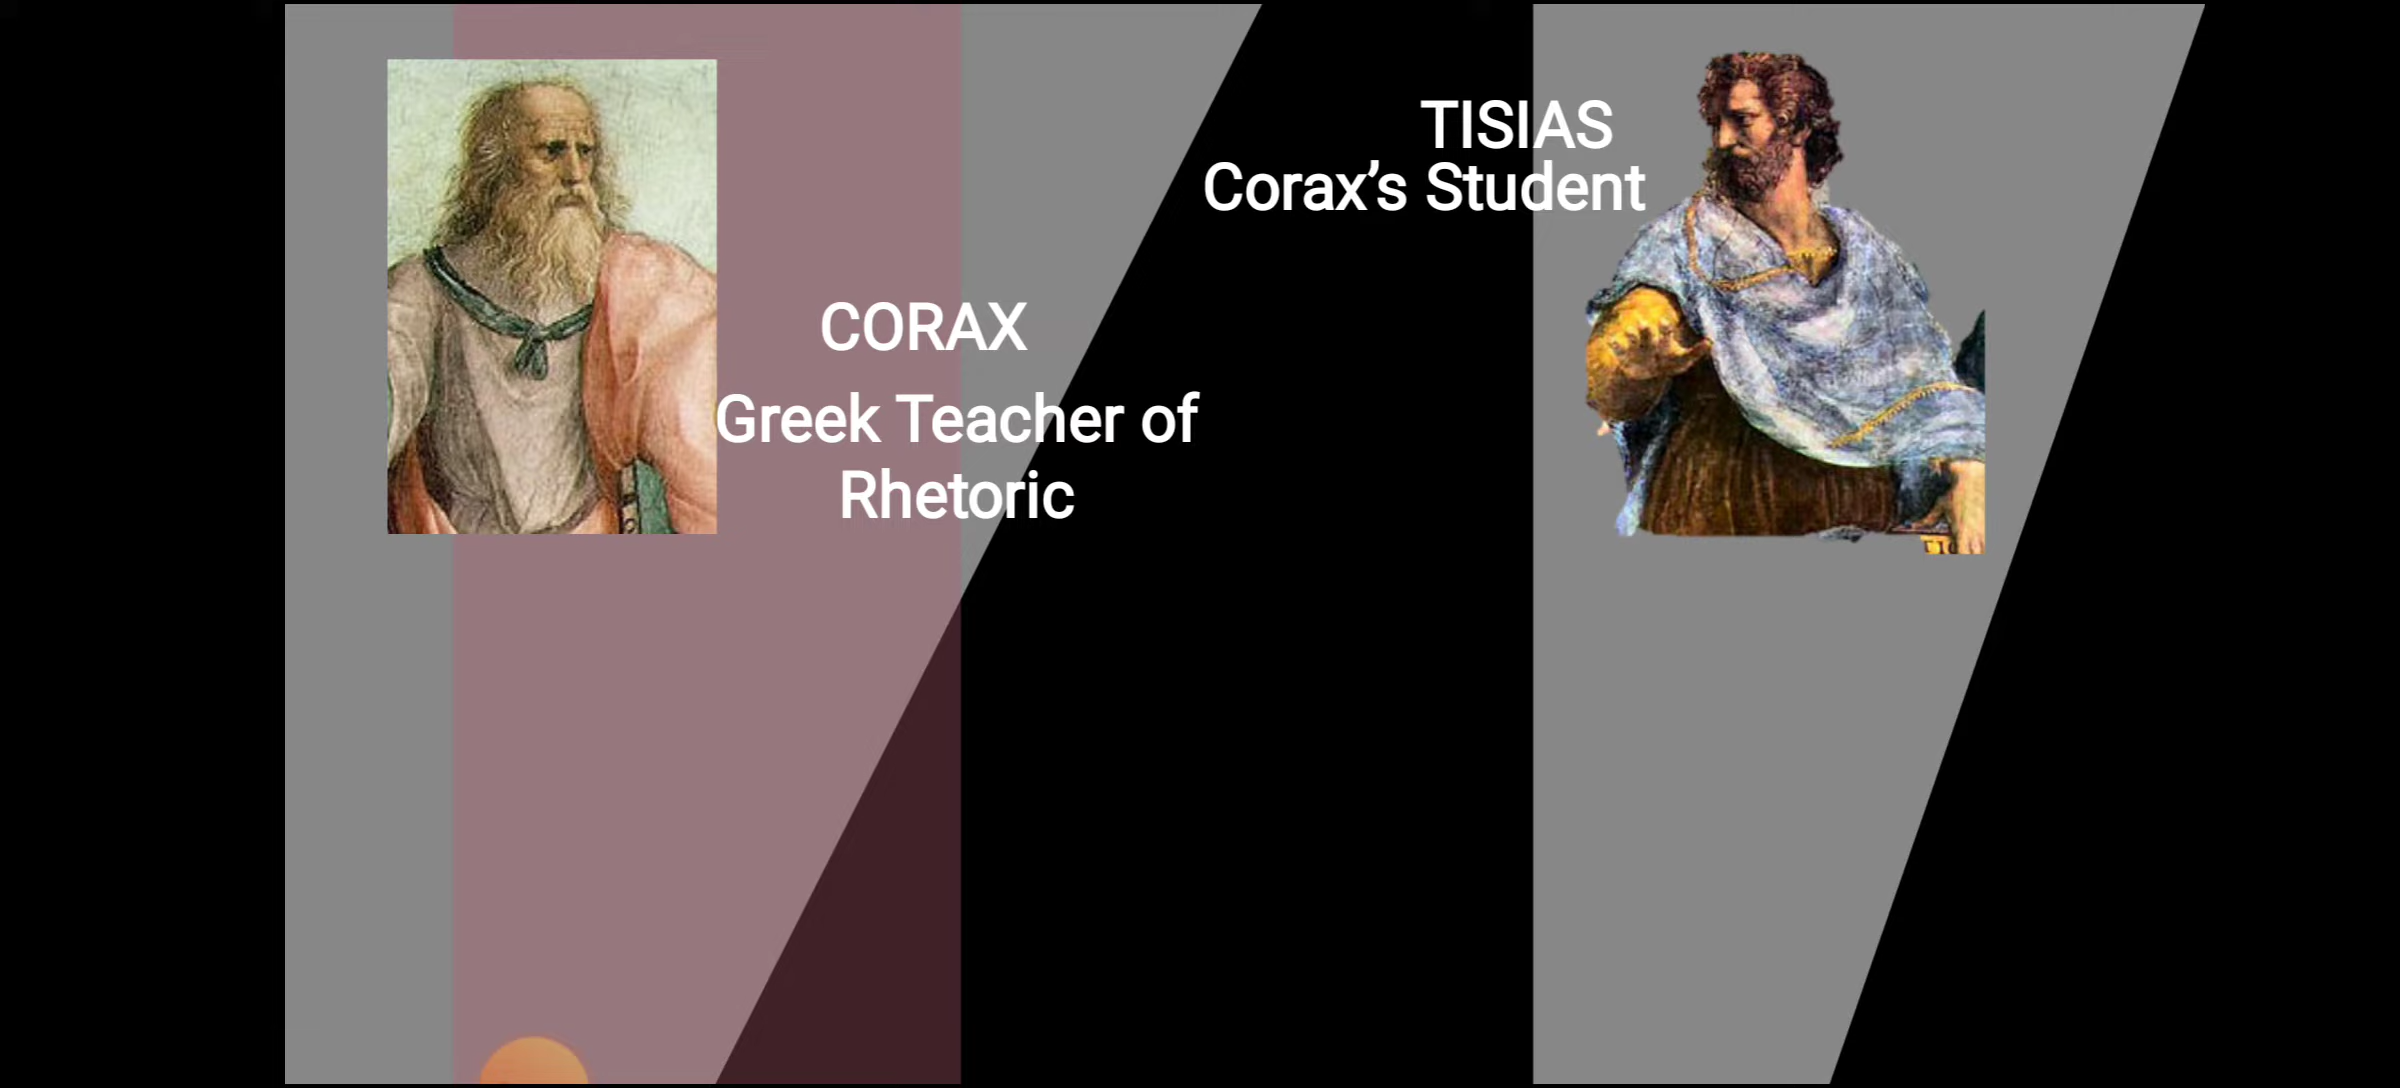 CORAX
Greek Teacher of
Rhetoric
TISIAS
Corax’s Student